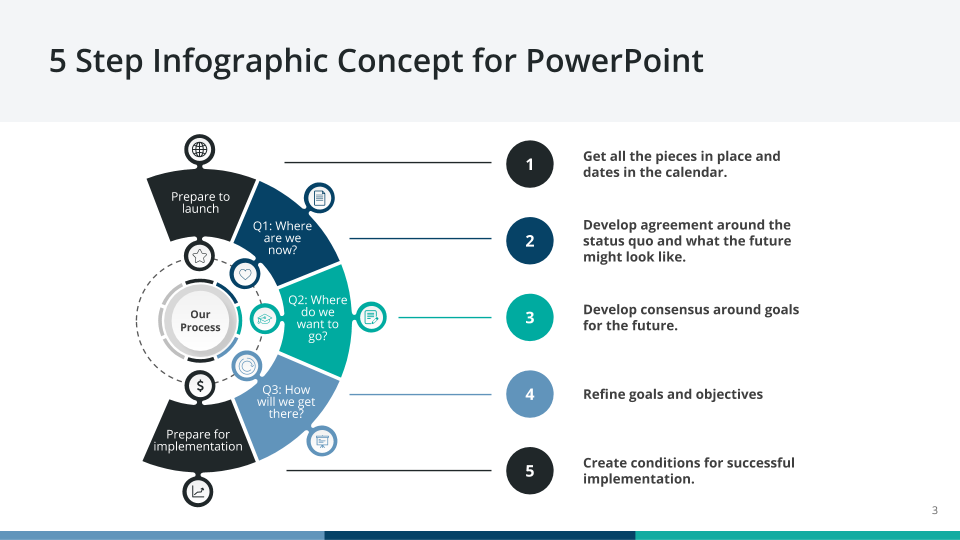 5 Step Infographic Concept for PowerPoint
Prepare to
launch
Q1: Where
are we
now?
Q2: Where
do we
want to
go?
Q3: How
will we get
there?
Prepare for
implementation
Our
Process
$
1
Get all the pieces in place and
dates in the calendar.
2
Develop agreement around the
status quo and what the future
might look like.
3
Develop consensus around goals
for the future.
4
Refine goals and objectives
5
Create conditions for successful
implementation.
3